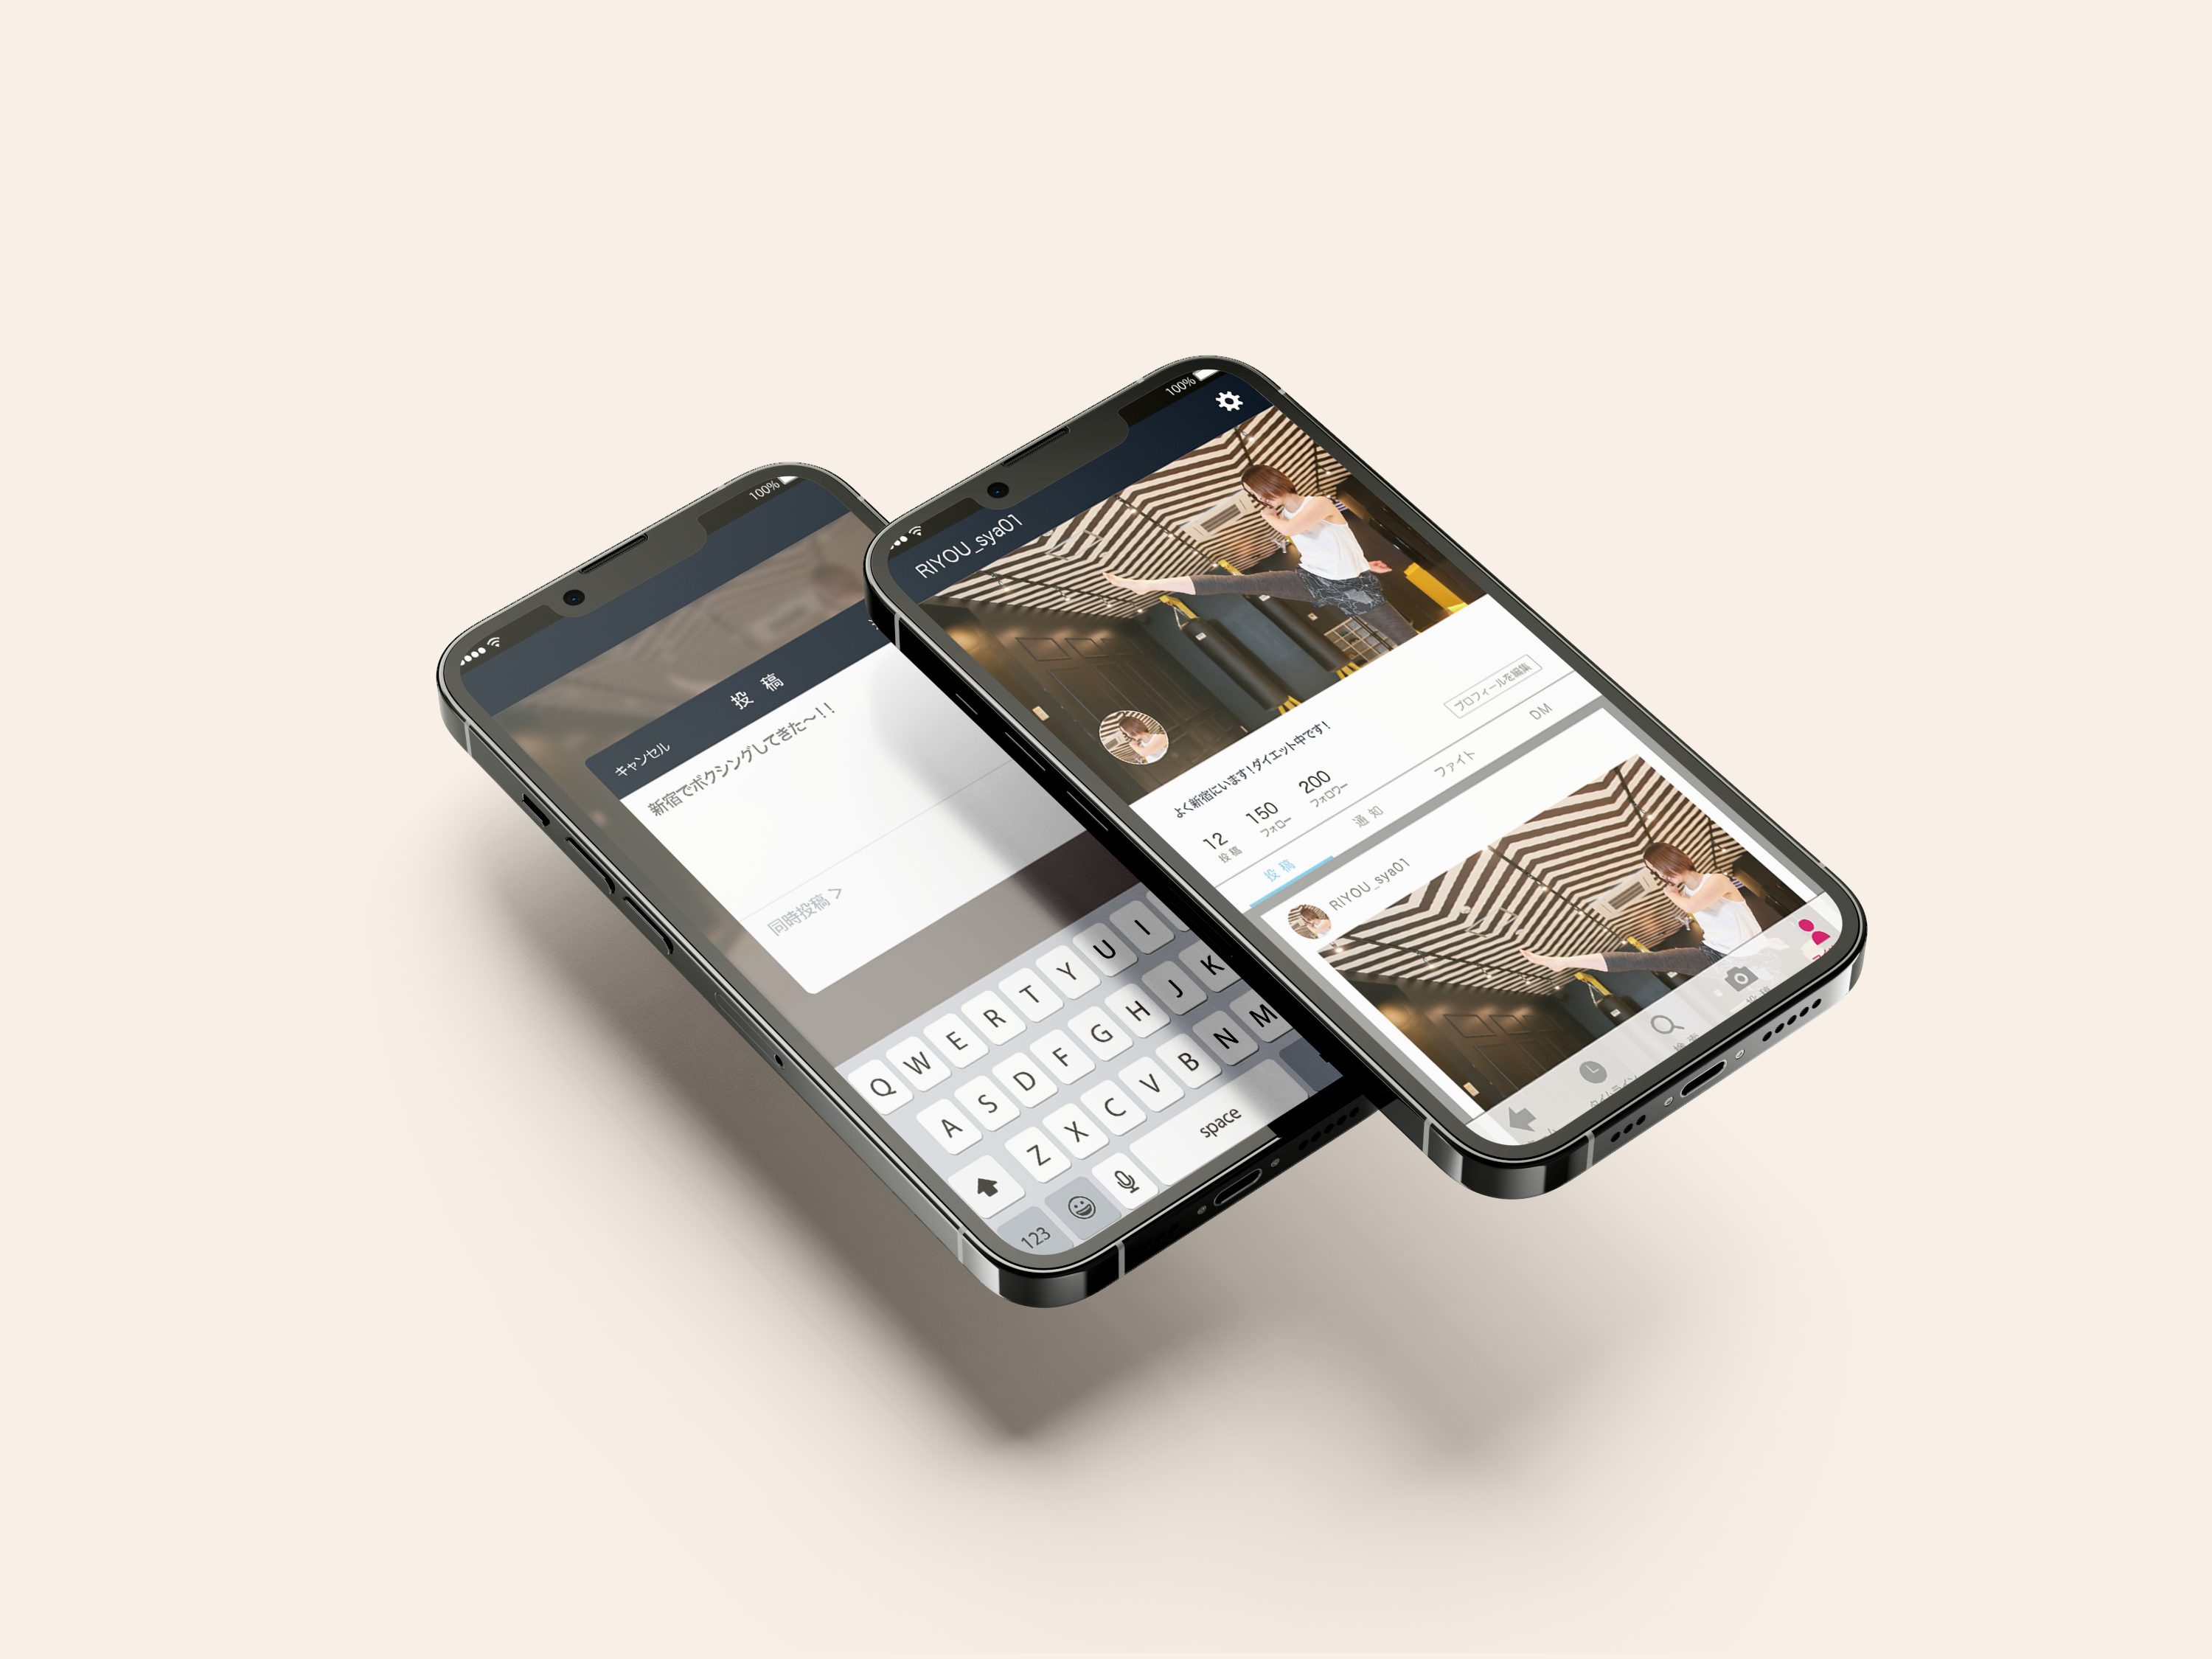 100%
キャンセル
投稿
新宿でボクシングしてきた～!!
同時投稿 >
Q W E R T Y U I
A S D F G H J K
Z X C V B N M
123
space
100%
RIYOU_sya01
プロフィールを編集
よく新宿にいます!ダイエット中です!
12 150 200
投稿 フォロー フォロワー
投稿 通知 ファイト DM
RIYOU_sya01